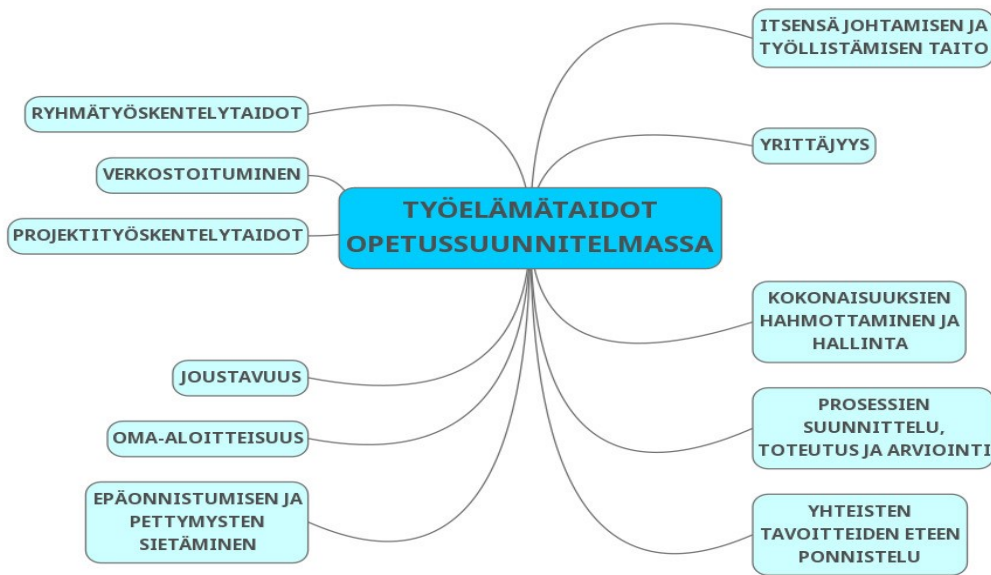 TYÖELÄMÄTAIDOT
OPETUSSUUNNITELMASSA
RYHMÄTYÖSKENTELYTAIDOT
VERKOSTOITUMINEN
PROJEKTITYÖSKENTELYTAIDOT
JOUSTAVUUS
OMA-ALOITTEISUUS
EPÄONNISTUMISEN JA
PETTYMYSTEN
SIETÄMINEN
ITSENSÄ JOHTAMISEN JA
TYÖLLISTÄMISEN TAITO
YRITTÄJYYS
KOKONAISUUKSIEN
HAHMOTTAMINEN JA
HALLINTA
PROSESSIEN
SUUNNITTELU,
TOTEUTUS JA ARVIOINTI
YHTEISTEN
TAVOITTEIDEN ETEEN
PONNISTELU